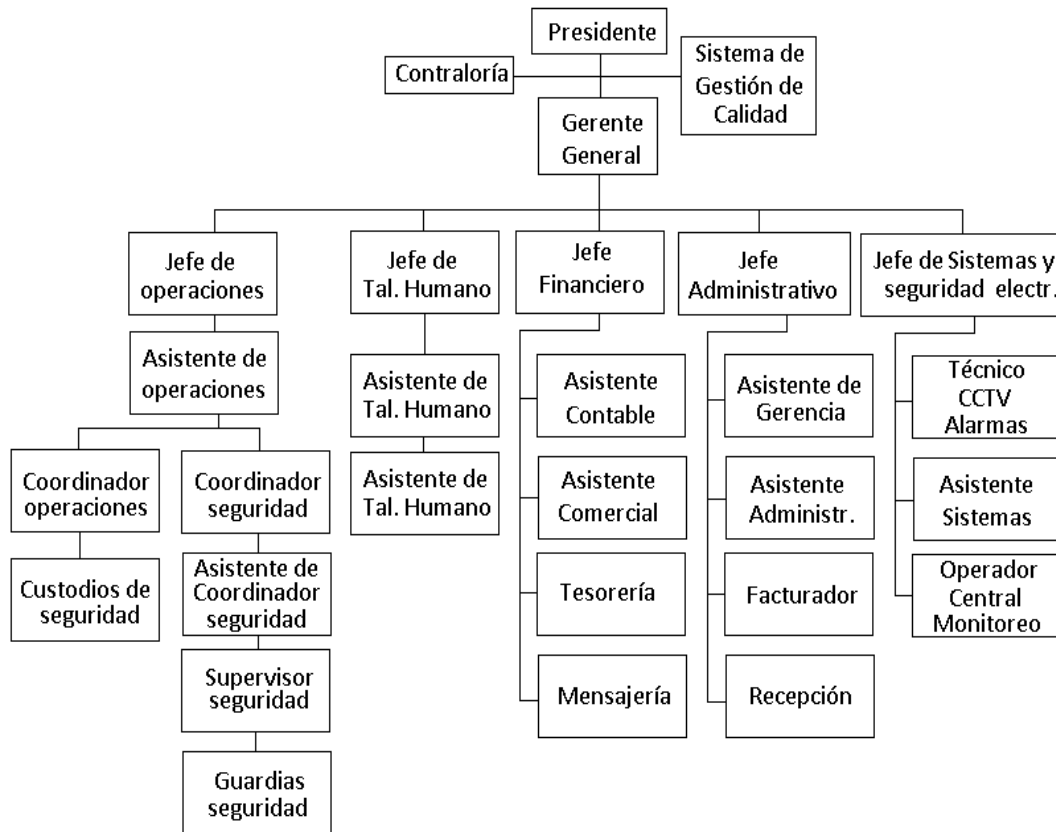 Presidente
Contraloría
Sistema de
Gestión de
Calidad
Gerente
General
Jefe de
operaciones
Jefe de
Tal. Humano
Jefe
Financiero
Jefe
Administrativo
Jefe de Sistemas y
seguridad electr.
Asistente de
operaciones
Asistente de
Tal. Humano
Asistente
Contable
Asistente de
Gerencia
Técnico
CCTV
Alarmas
Coordinador
operaciones
Coordinador
seguridad
Asistente de
Tal. Humano
Asistente
Comercial
Asistente
Administr.
Asistente
Sistemas
Custodios de
seguridad
Asistente de
Coordinador
seguridad
Tesorería
Facturador
Operador
Central
Monitoreo
Supervisor
seguridad
Mensajería
Recepción
Guardias
seguridad